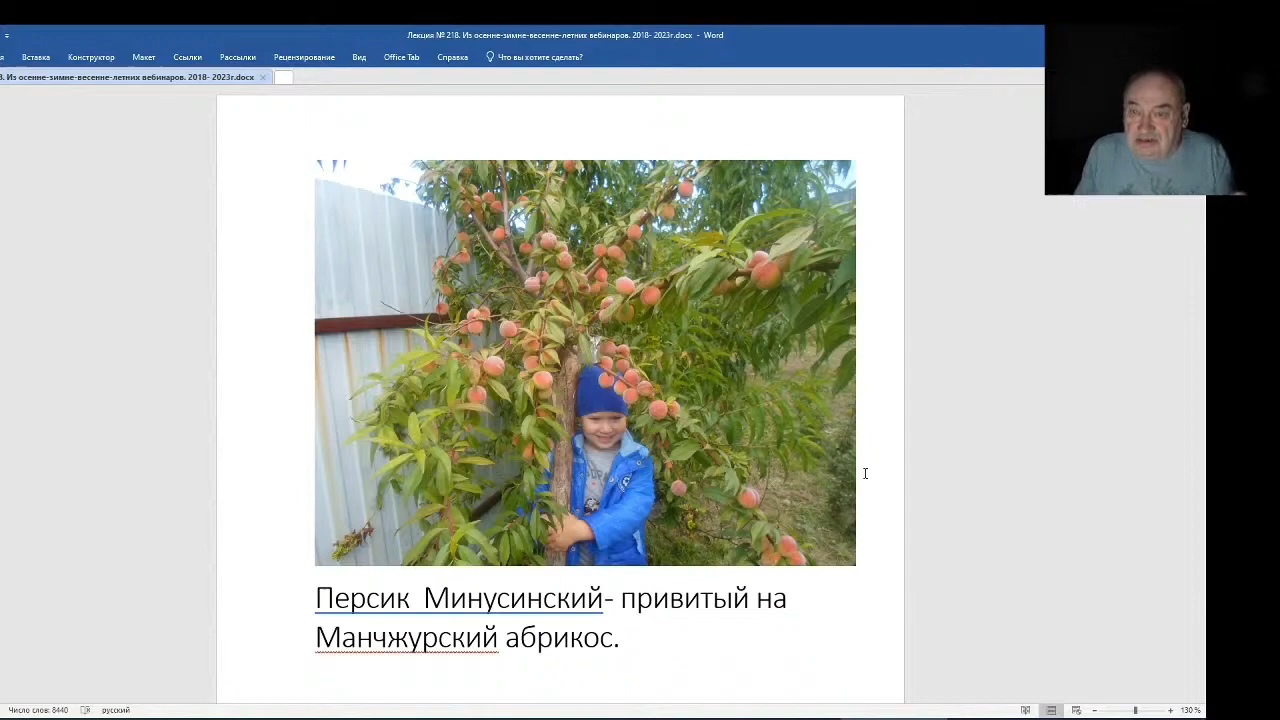 Лекция № 218. Из осенне-зимне-весенне-летних вебинаров. 2018- 2023г.docx - Word
Вставка Конструктор Макет Ссылки Рассылки Рецензирование Вид Office Tab Справка Что вы хотите сделать?
8. Из осенне-зимне-весенне-летних вебинаров. 2018- 2023г.docx
Персик Минусинский- привитый на
Манчжурский абрикос.
Число слов: 8440 русский 130 %